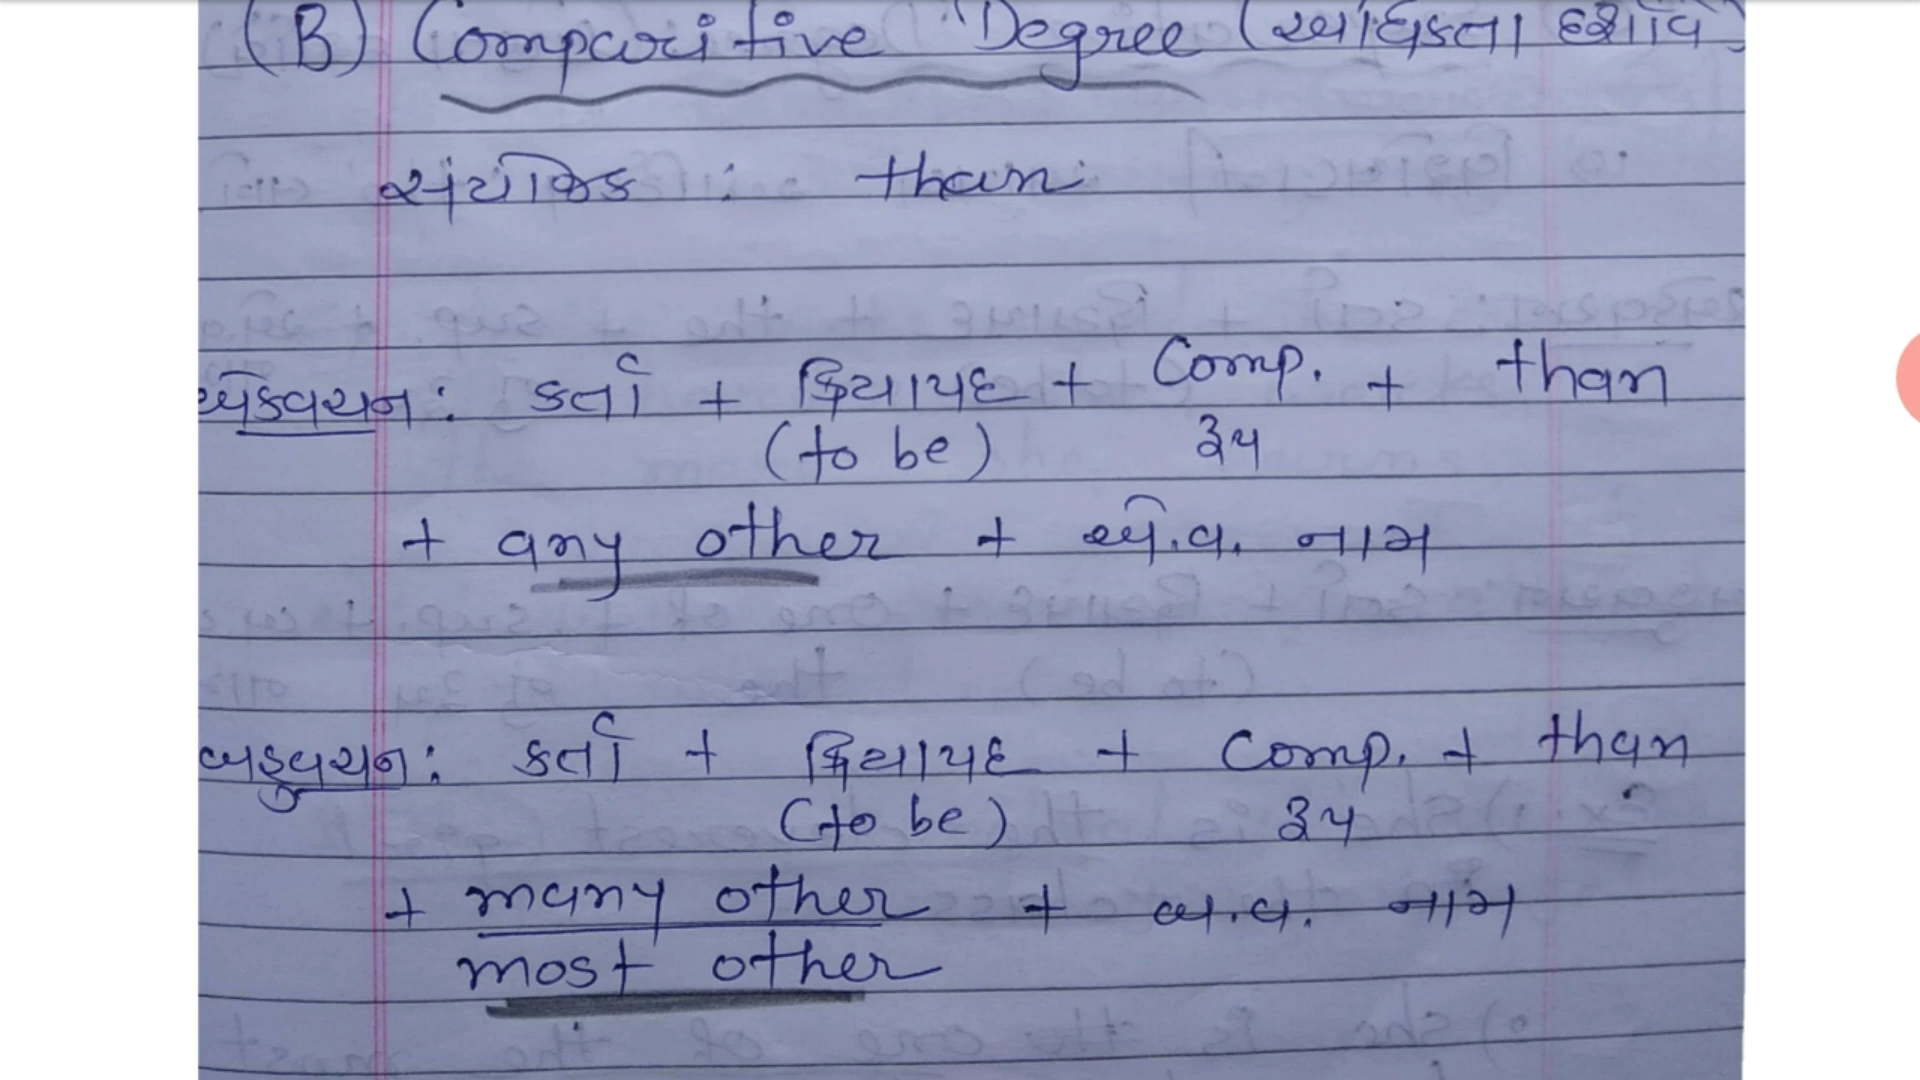 (B) Comparitive Degree (અધિકતા દર્શાવે)
સંયોજક : than
એકવચન : કર્તા + ક્રિયાપદ + Comp. + than
(to be) રૂપ
+ any other + એ.વ. નામ
બહુવચન : કર્તા + ક્રિયાપદ + Comp. + than
(to be) રૂપ
+ many other + બ.વ. નામ
most other